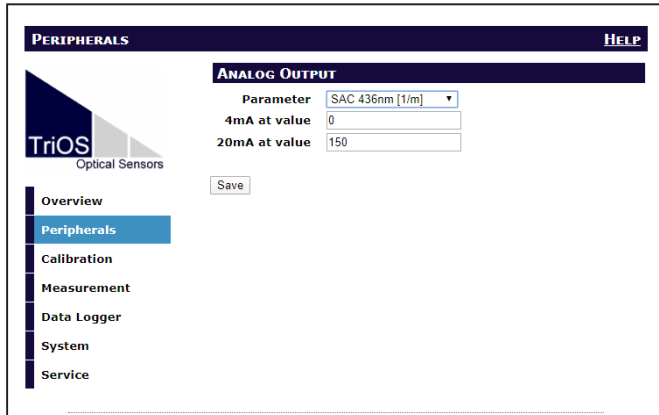 PERIPHERALS HELP
TriOS
Optical Sensors
Overview
Peripherals
Calibration
Measurement
Data Logger
System
Service
ANALOG OUTPUT
Parameter SAC 436nm [1/m]
4mA at value 0
20mA at value 150
Save